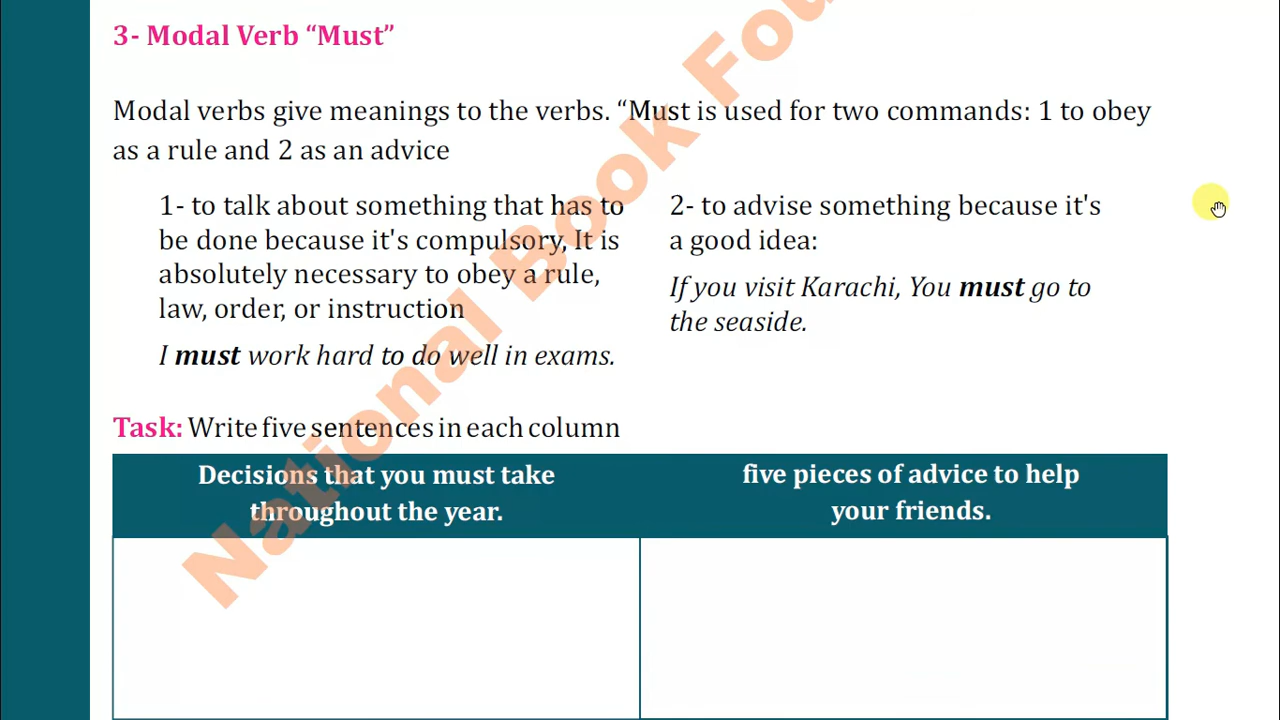 3- Modal Verb “Must”
Modal verbs give meanings to the verbs. “Must is used for two commands: 1 to obey
as a rule and 2 as an advice
1- to talk about something that has to
be done because it's compulsory, It is
absolutely necessary to obey a rule,
law, order, or instruction
I must work hard to do well in exams.
2- to advise something because it's
a good idea:
If you visit Karachi, You must go to
the seaside.
Task: Write five sentences in each column
Decisions that you must take
throughout the year.
five pieces of advice to help
your friends.
National Book Fou